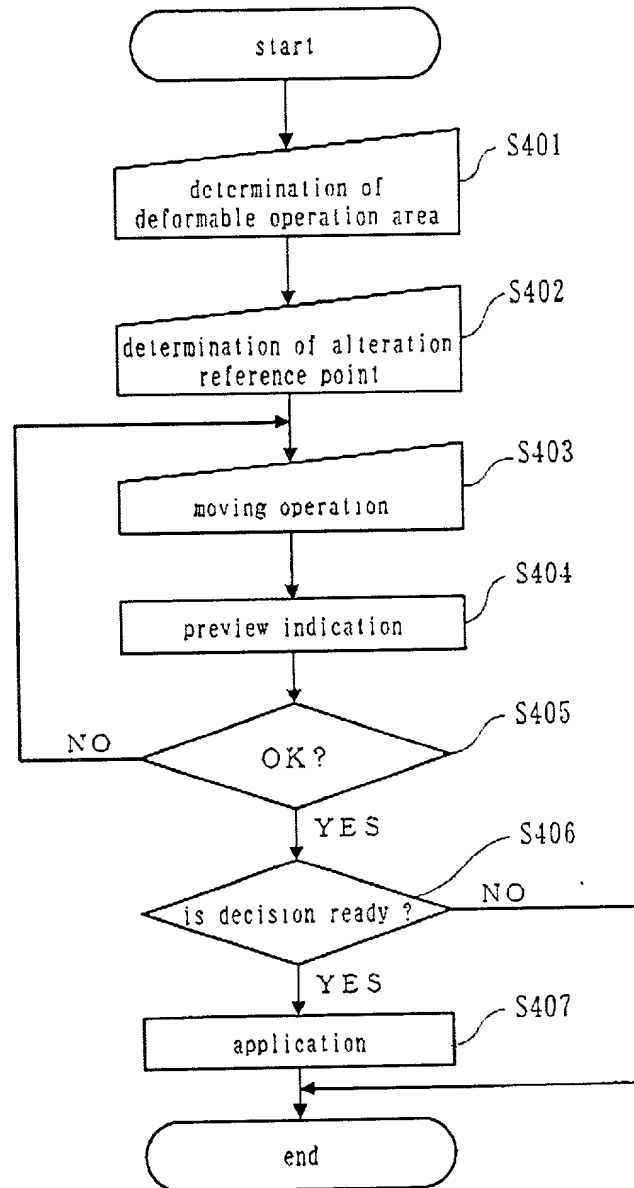 start
S401
determination of
deformable operation area
S402
determination of alteration
reference point
S403
moving operation
S404
preview indication
S405
NO
OK?
YES
S406
NO
is decision ready ?
YES
S407
application
end